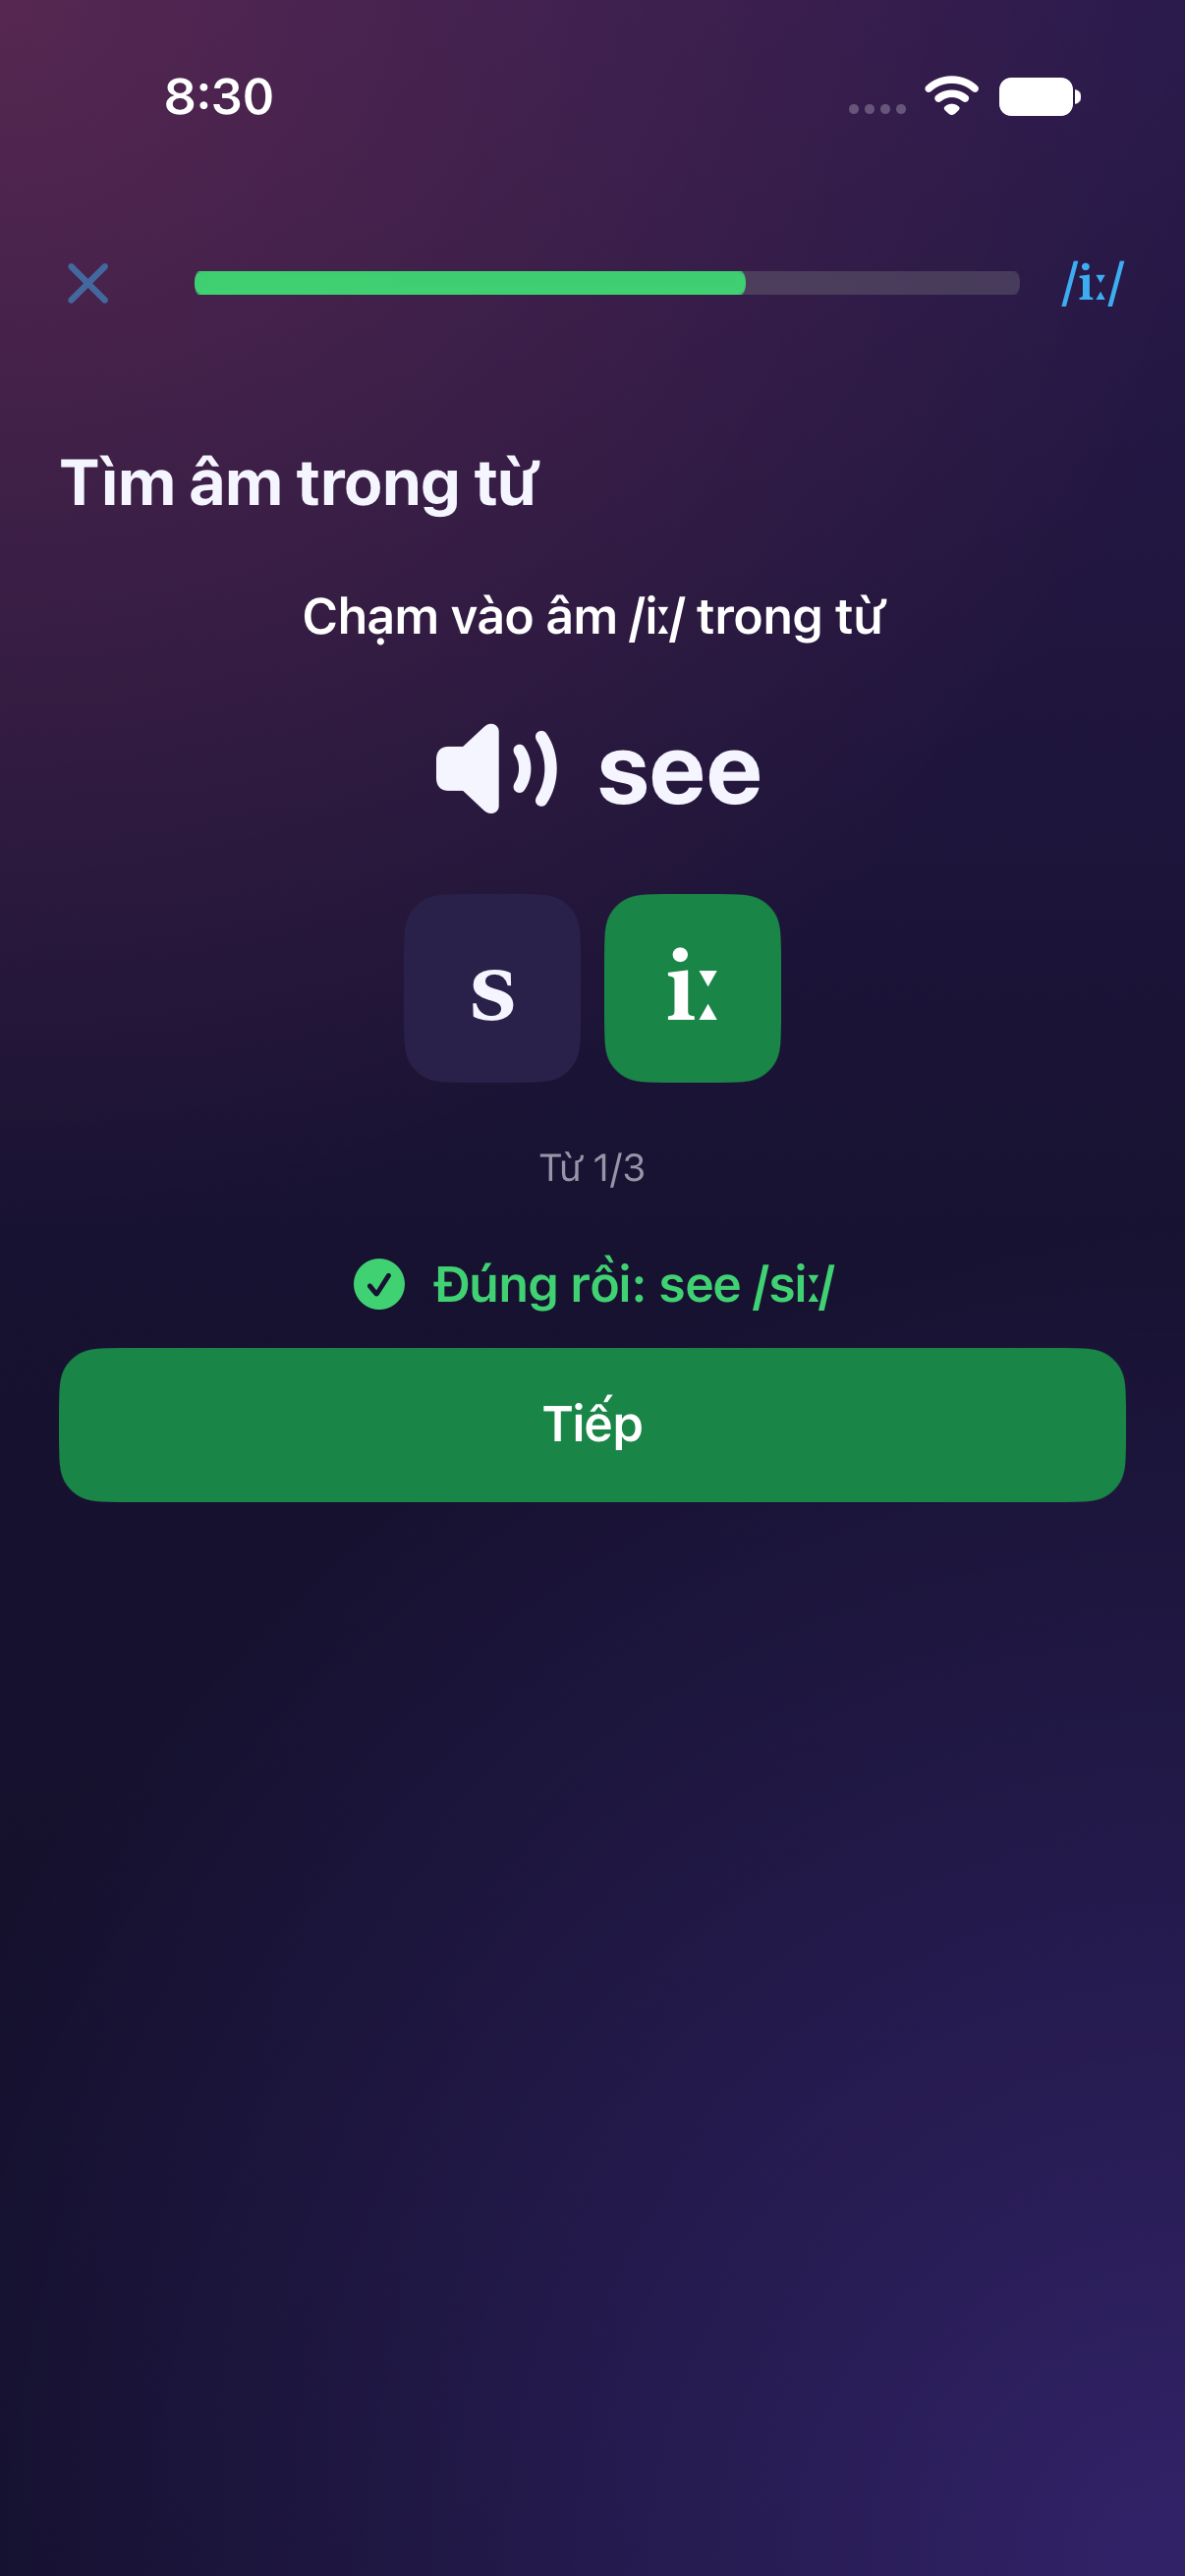 8:30
/iː/
Tìm âm trong từ
Chạm vào âm /iː/ trong từ
see
s
iː
Từ 1/3
Đúng rồi: see /siː/
Tiếp